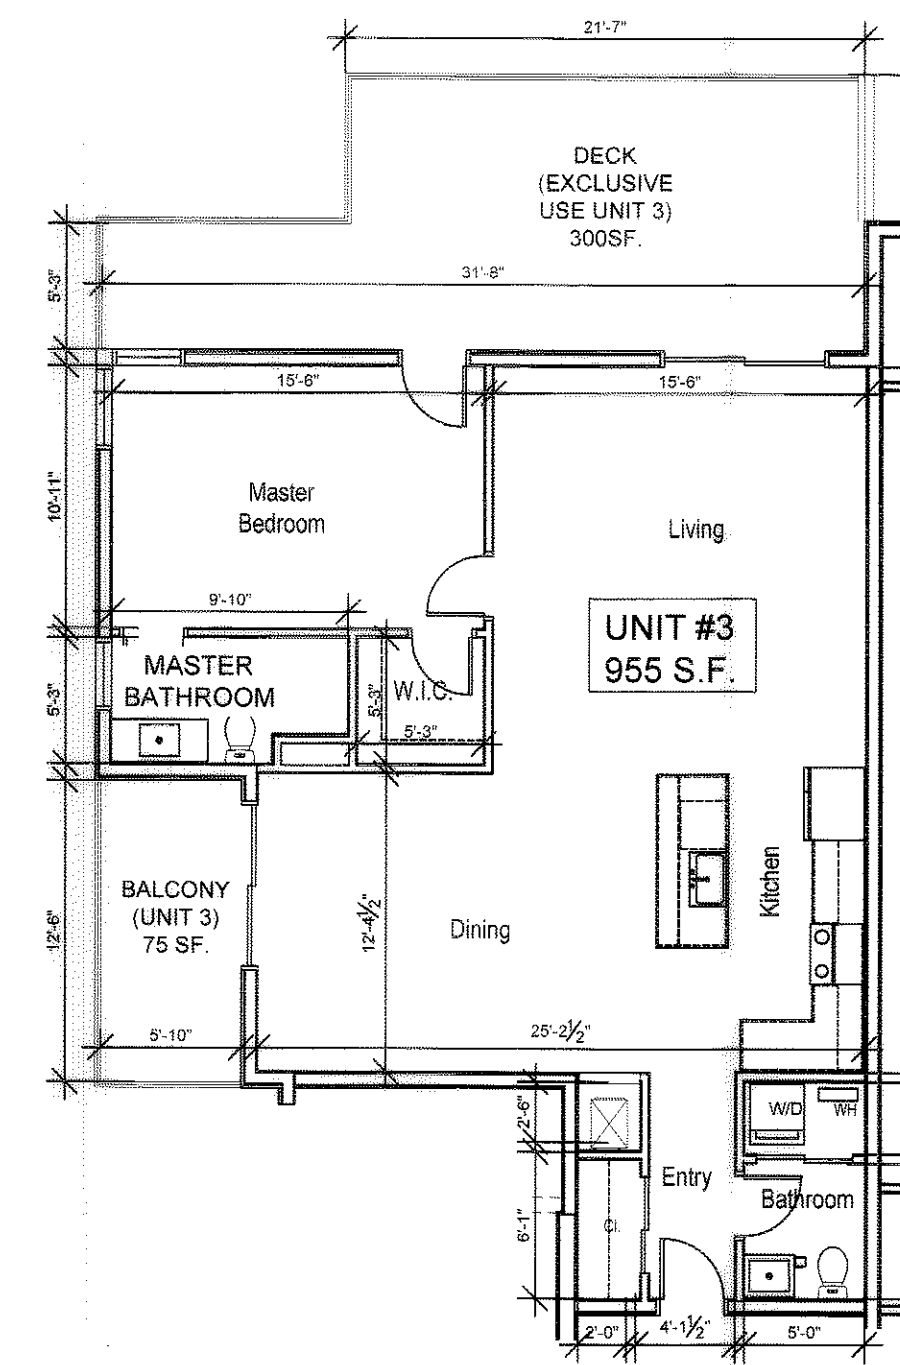 21'-7"
DECK
(EXCLUSIVE
USE UNIT 3)
300SF.
5'-3"
31'-8"
15'-6"
15'-6"
10'-11"
Master
Bedroom
Living
9'-10"
UNIT #3
955 S.F.
MASTER
BATHROOM
W.I.C.
5'-3"
5'-3"
5'-3"
Kitchen
BALCONY
(UNIT 3)
75 SF.
12'-6"
12'-4½"
Dining
5'-10"
25'-2½"
2'-6"
W/D
WH
Entry
Bathroom
6'-1"
Cl.
2'-0"
4'-1½"
5'-0"